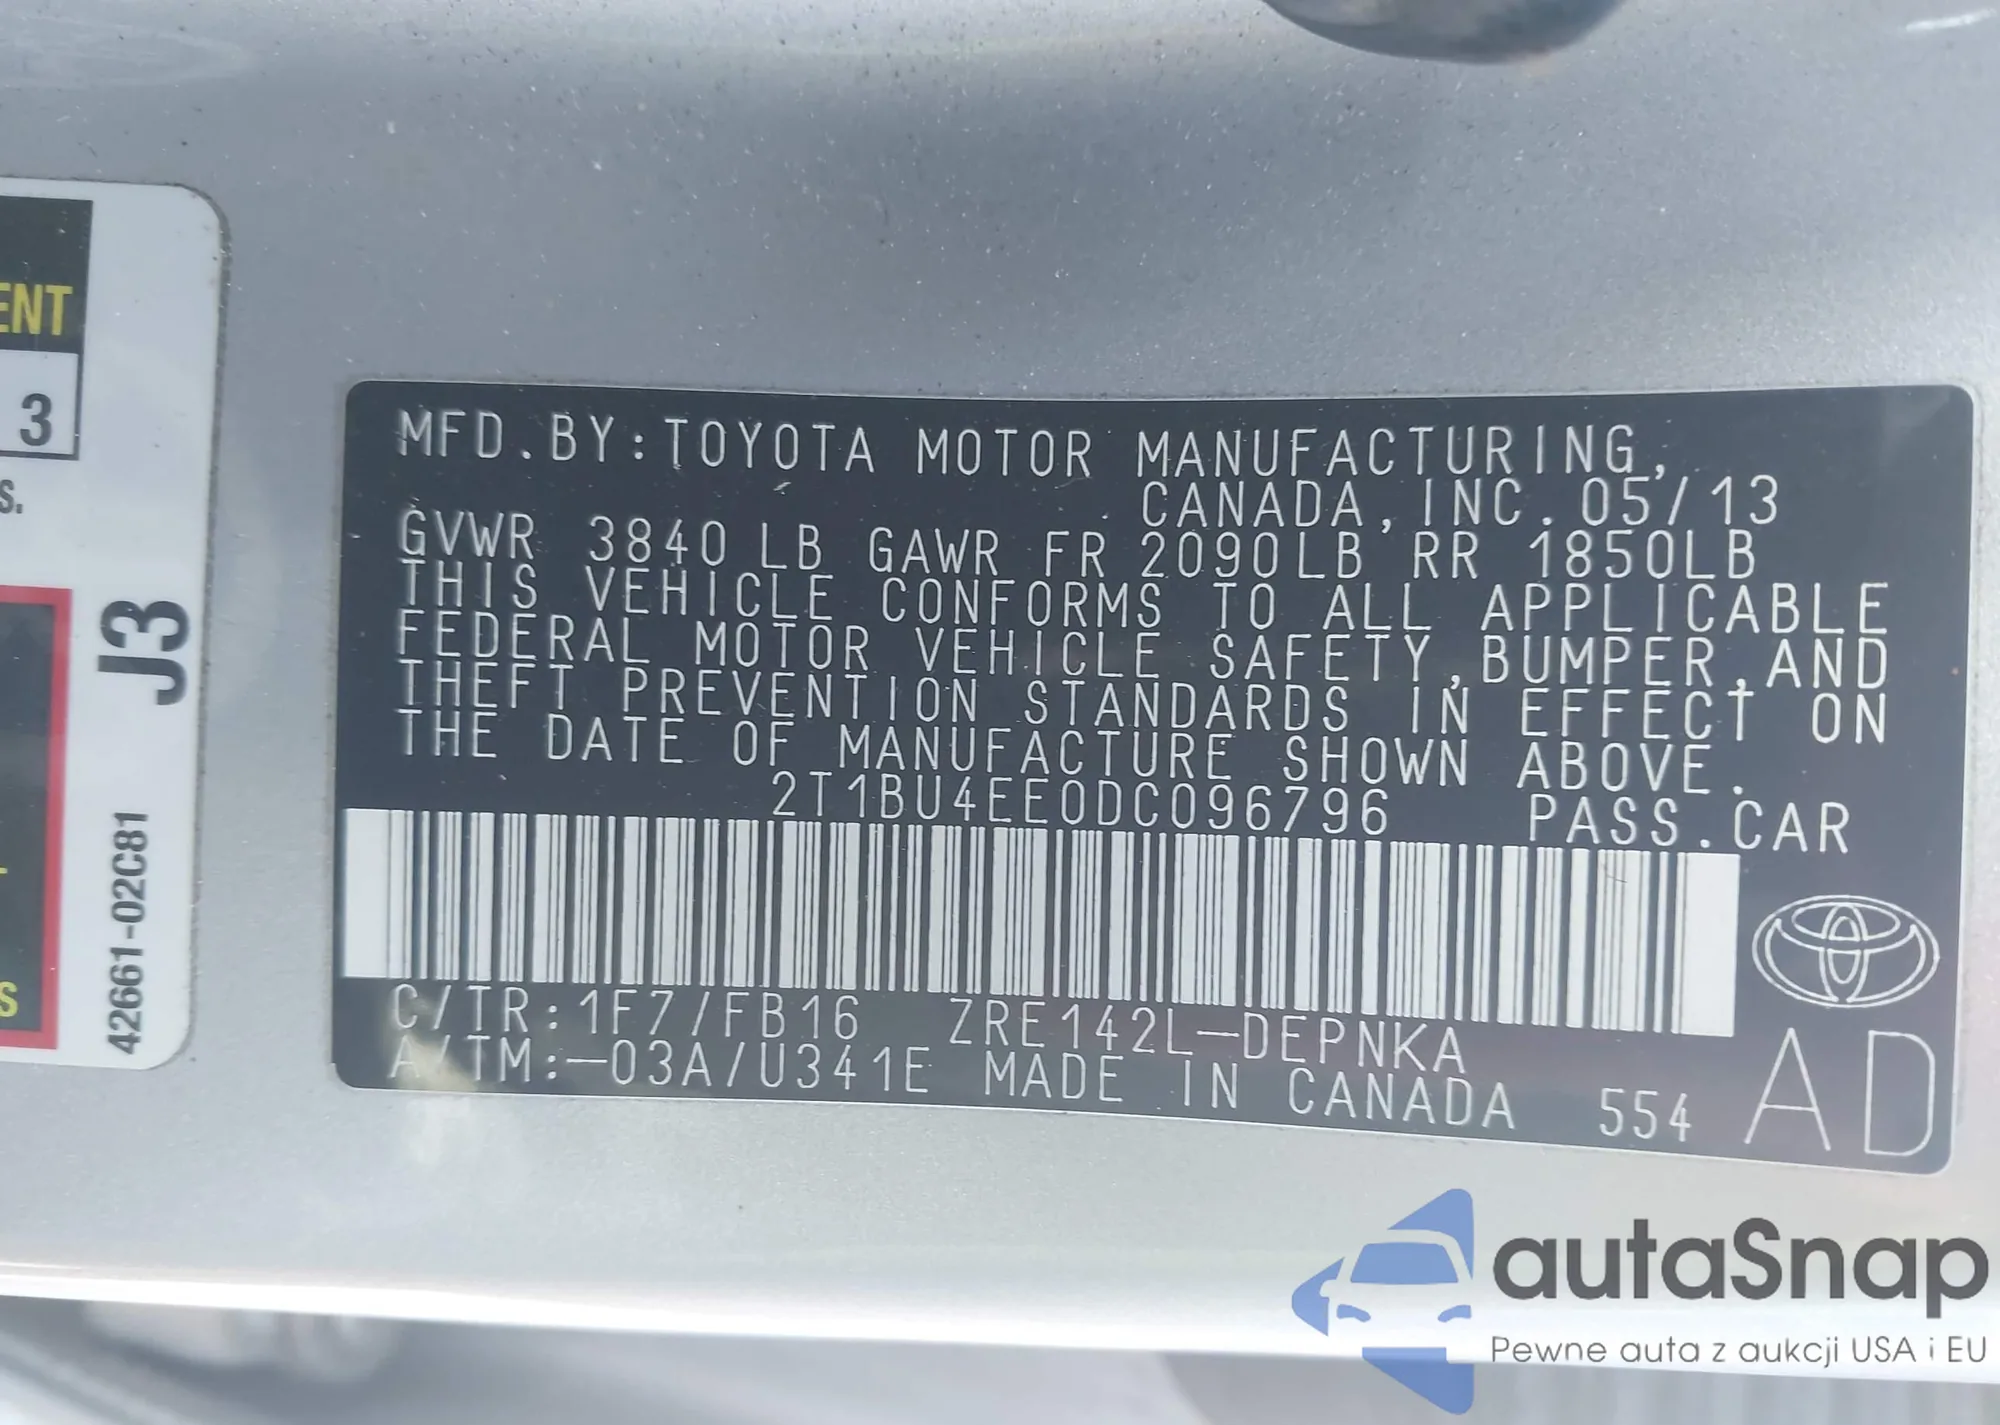 ENT
3
S.
J3
42661-02C81
S
MFD.BY:TOYOTA MOTOR MANUFACTURING,
CANADA,INC. 05/13
GVWR 3840 LB GAWR FR 2090LB RR 1850LB
THIS VEHICLE CONFORMS TO ALL APPLICABLE
FEDERAL MOTOR VEHICLE SAFETY,BUMPER,AND
THEFT PREVENTION STANDARDS IN EFFECT ON
THE DATE OF MANUFACTURE SHOWN ABOVE.
2T1BU4EE0DC096796 PASS.CAR
C/TR:1F7/FB16 ZRE142L-DEPNKA
A/TM:-03A/U341E MADE IN CANADA 554
AD
autaSnap
Pewne auta z aukcji USA i EU